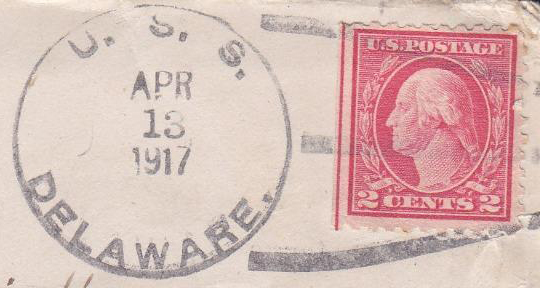 U. S. S.
APR
13
1917
DELAWARE.
U.S. POSTAGE
2 CENTS 2